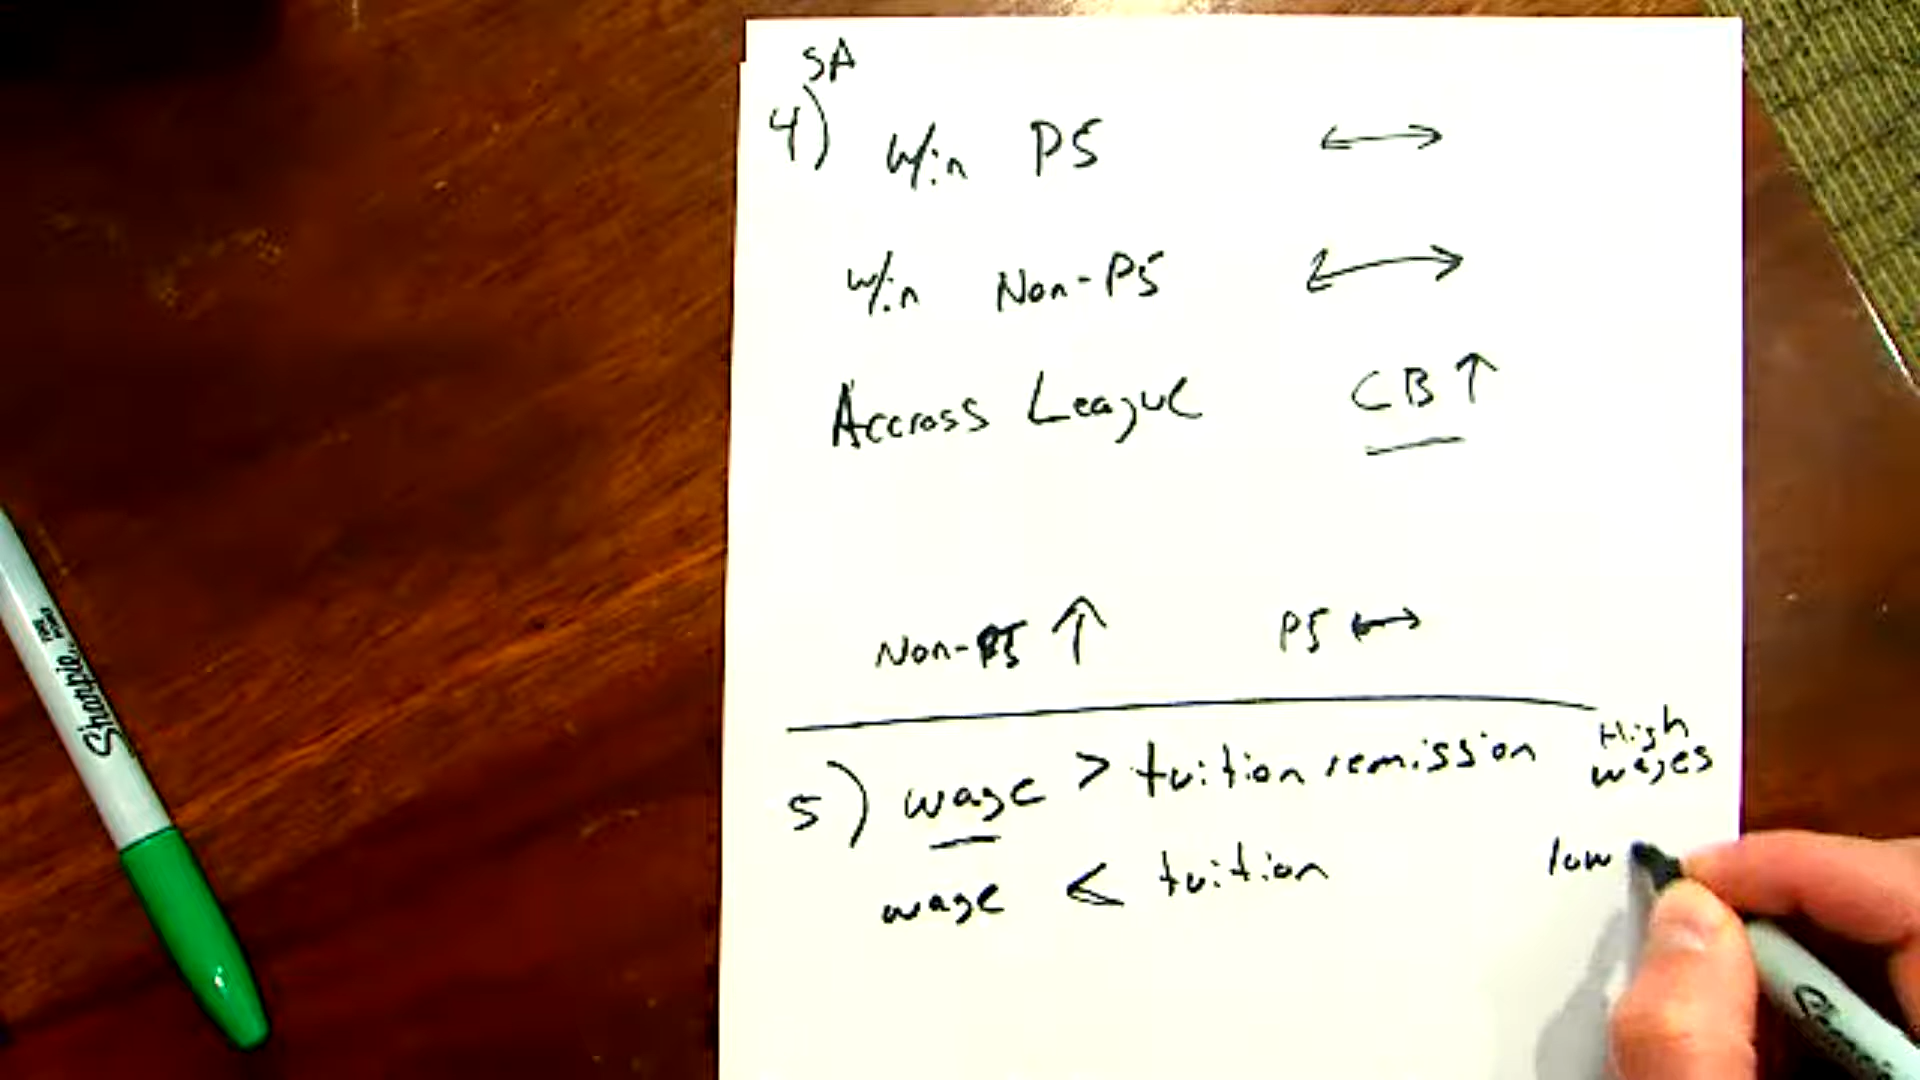 SA
4) w/in P5 ↔
w/in Non-P5 ↔
Accross League CB↑
Non-P5 ↑ P5 ↔
5) wage > tuition remission High wages
wage < tuition low
Sharpie